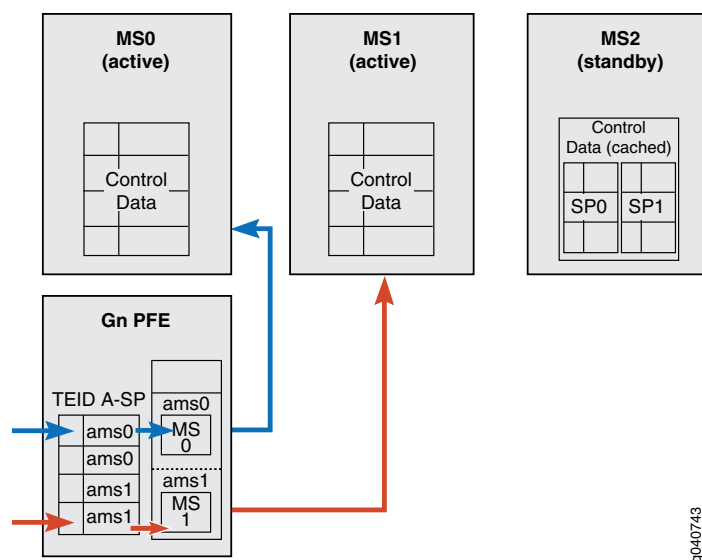 MS0
(active)
Control
Data
MS1
(active)
Control
Data
MS2
(standby)
Control
Data (cached)
SP0
SP1
Gn PFE
TEID A-SP
ams0
ams0
ams1
ams1
ams0
MS
0
ams1
MS
1
g040743